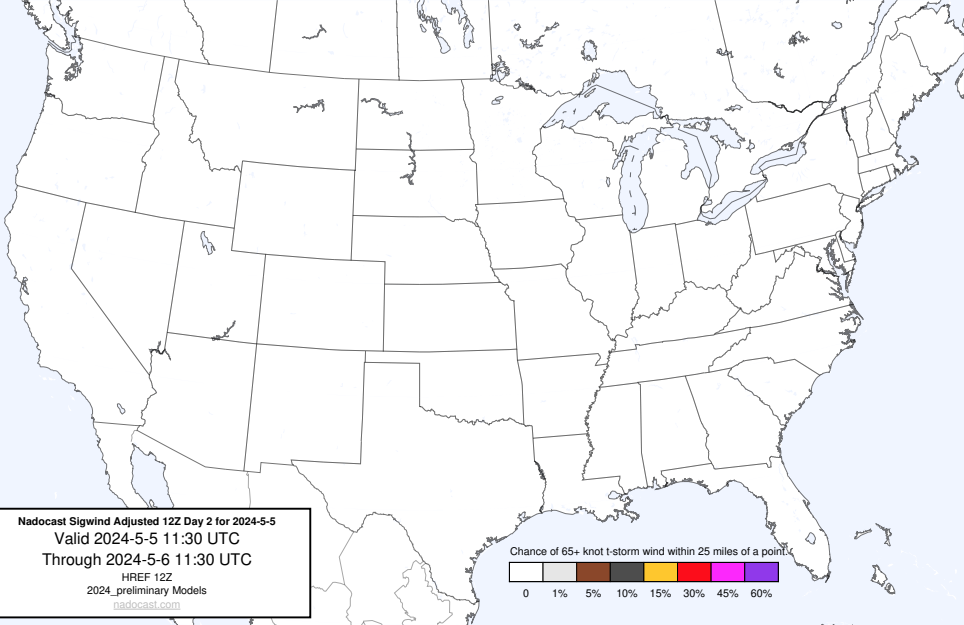 Nadocast Sigwind Adjusted 12Z Day 2 for 2024-5-5
Valid 2024-5-5 11:30 UTC
Through 2024-5-6 11:30 UTC
HREF 12Z
2024_preliminary Models
nadocast.com
Chance of 65+ knot t-storm wind within 25 miles of a point.
0 1% 5% 10% 15% 30% 45% 60%